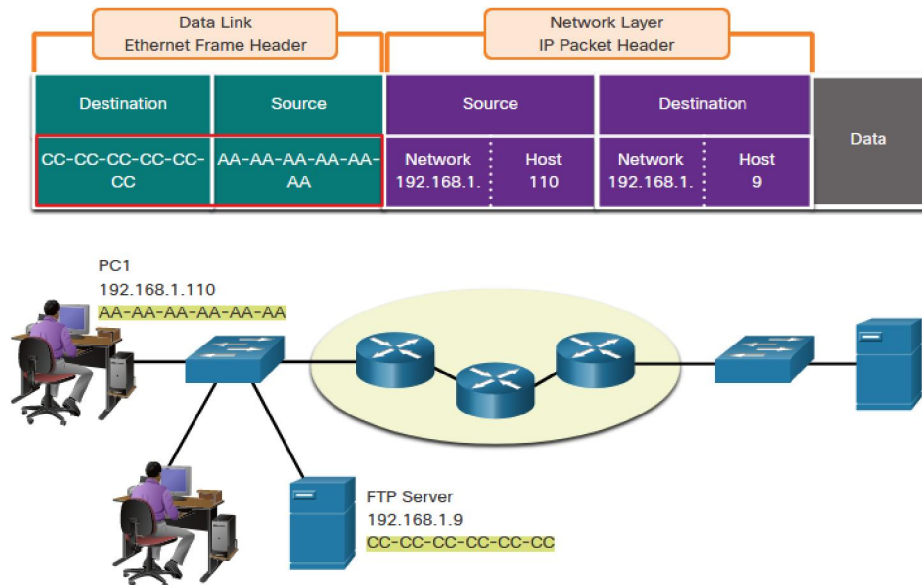 Data Link
Ethernet Frame Header
Network Layer
IP Packet Header
Destination
Source
Source
Destination
Data
CC-CC-CC-CC-CC-
CC
AA-AA-AA-AA-AA-
AA
Network
192.168.1.
Host
110
Network
192.168.1.
Host
9
PC1
192.168.1.110
AA-AA-AA-AA-AA-AA
FTP Server
192.168.1.9
CC-CC-CC-CC-CC-CC